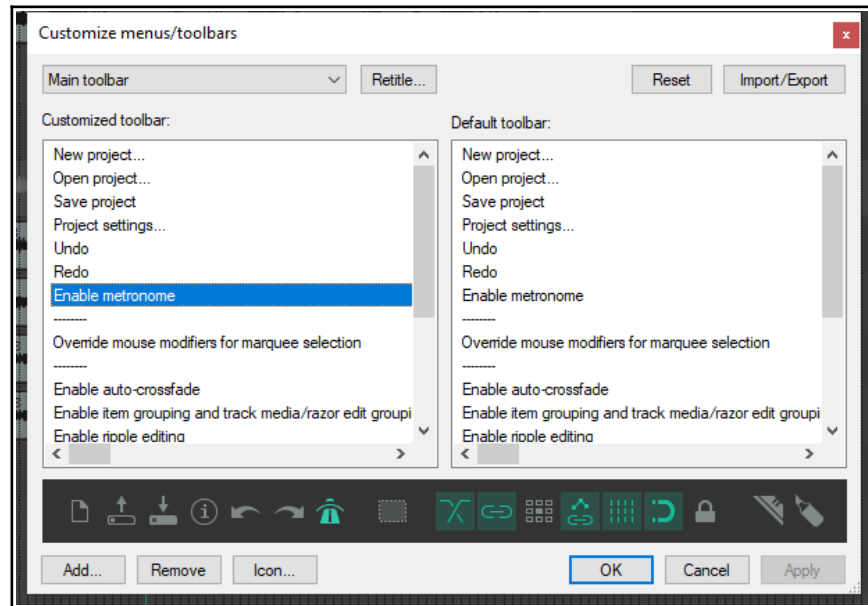 Customize menus/toolbars
x
Main toolbar
Retitle...
Reset
Import/Export
Customized toolbar:
New project...
Open project...
Save project
Project settings...
Undo
Redo
Enable metronome
--------
Override mouse modifiers for marquee selection
--------
Enable auto-crossfade
Enable item grouping and track media/razor edit groupi
Enable ripple editing
Default toolbar:
New project...
Open project...
Save project
Project settings...
Undo
Redo
Enable metronome
--------
Override mouse modifiers for marquee selection
--------
Enable auto-crossfade
Enable item grouping and track media/razor edit groupi
Enable ripple editing
Add...
Remove
Icon...
OK
Cancel
Apply